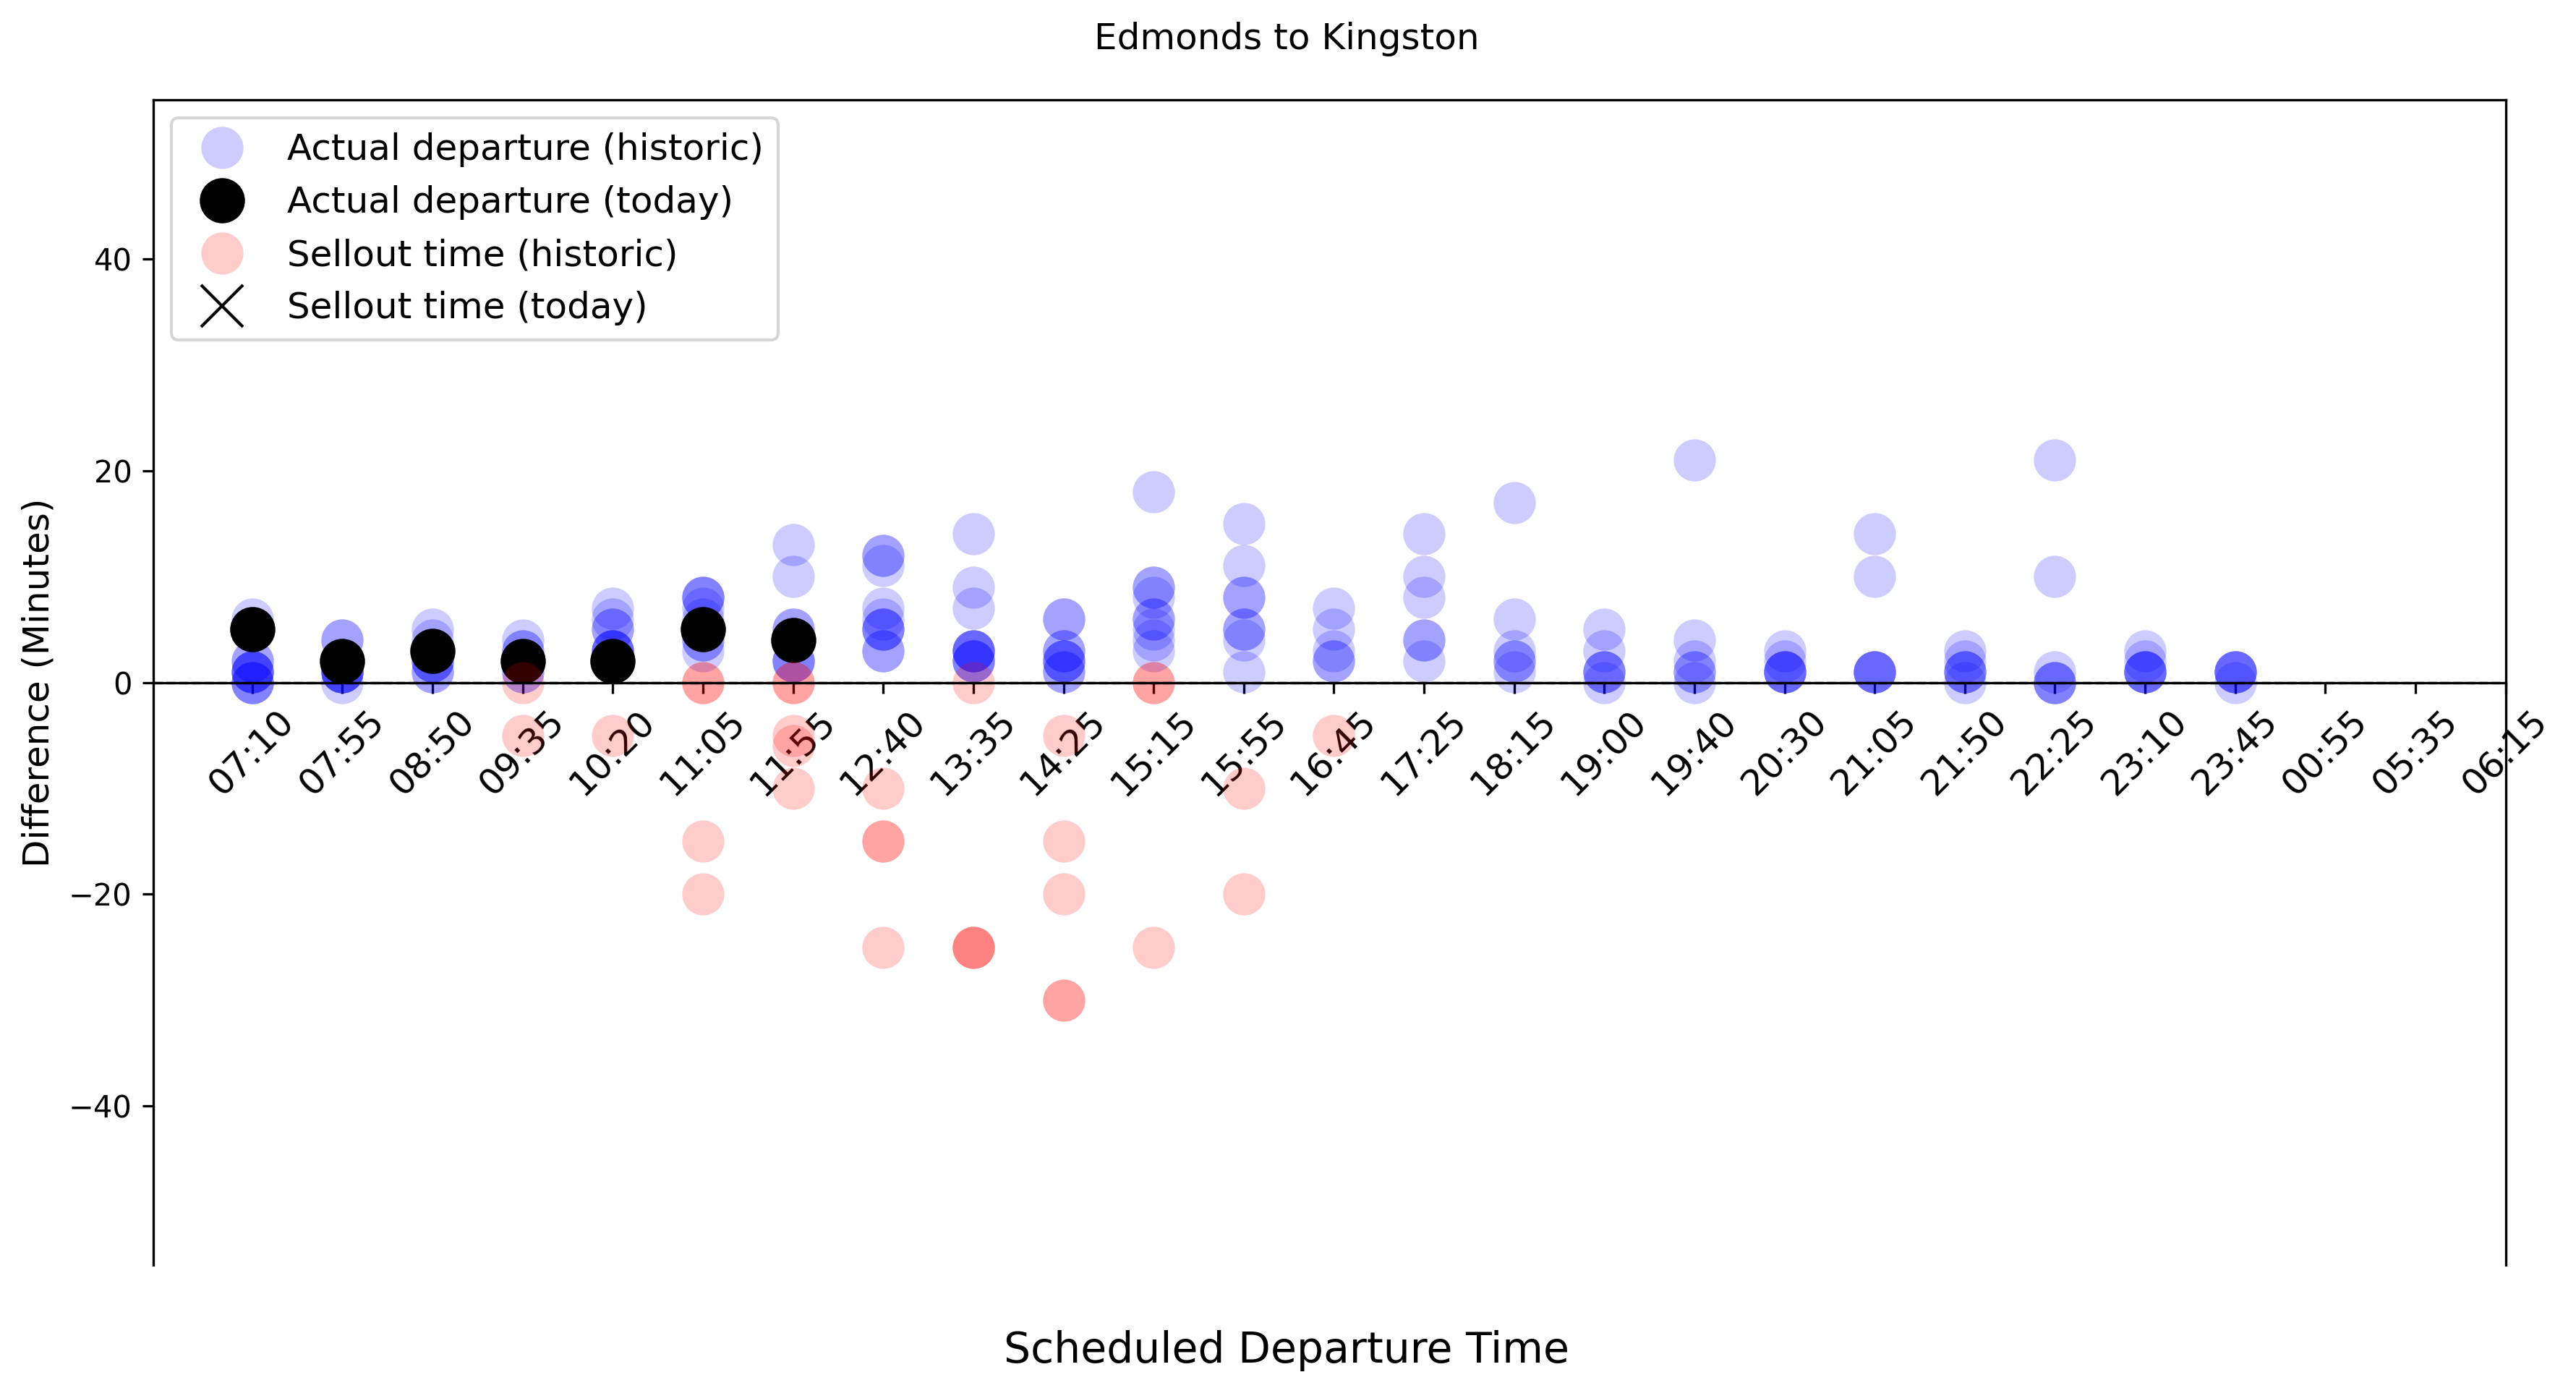 Edmonds to Kingston
Actual departure (historic)
Actual departure (today)
Sellout time (historic)
Sellout time (today)
Difference (Minutes)
40
20
0
−20
−40
07:10 07:55 08:50 09:35 10:20 11:05 11:55 12:40 13:35 14:25 15:15 15:55 16:45 17:25 18:15 19:00 19:40 20:30 21:05 21:50 22:25 23:10 23:45 00:55 05:35 06:15
Scheduled Departure Time